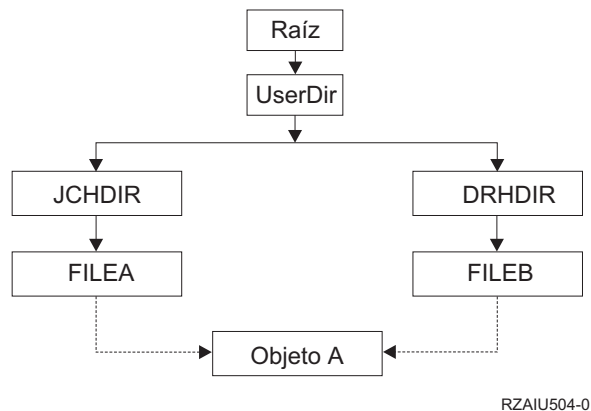 Raíz
UserDir
JCHDIR
DRHDIR
FILEA
FILEB
Objeto A
RZAIU504-0